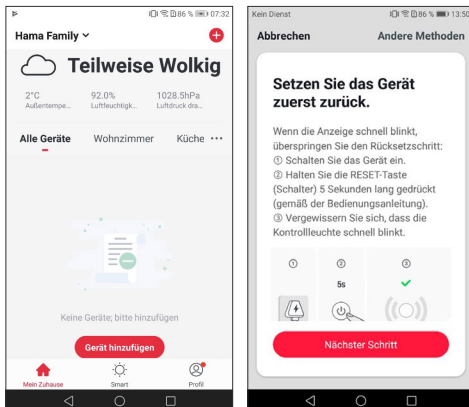 86 % 07:32
Hama Family
Teilweise Wolkig
2°C 92.0% 1028.5hPa
Außentempe... Luftfeuchtigk... Luftdruck dra...
Alle Geräte Wohnzimmer Küche ···
Keine Geräte; bitte hinzufügen
Gerät hinzufügen
Mein Zuhause Smart Profil
Kein Dienst 86 % 13:50
Abbrechen Andere Methoden
Setzen Sie das Gerät
zuerst zurück.
Wenn die Anzeige schnell blinkt,
überspringen Sie den Rücksetzschritt:
① Schalten Sie das Gerät ein.
② Halten Sie die RESET-Taste
(Schalter) 5 Sekunden lang gedrückt
(gemäß der Bedienungsanleitung).
③ Vergewissern Sie sich, dass die
Kontrollleuchte schnell blinkt.
① ② ③
5s
Nächster Schritt